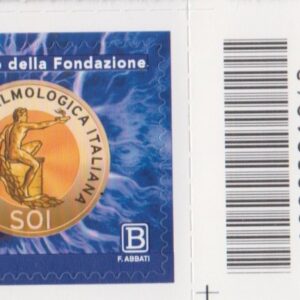 della Fondazione
LMOLOGICA ITALIANA
SOI
B
F. ABBATI